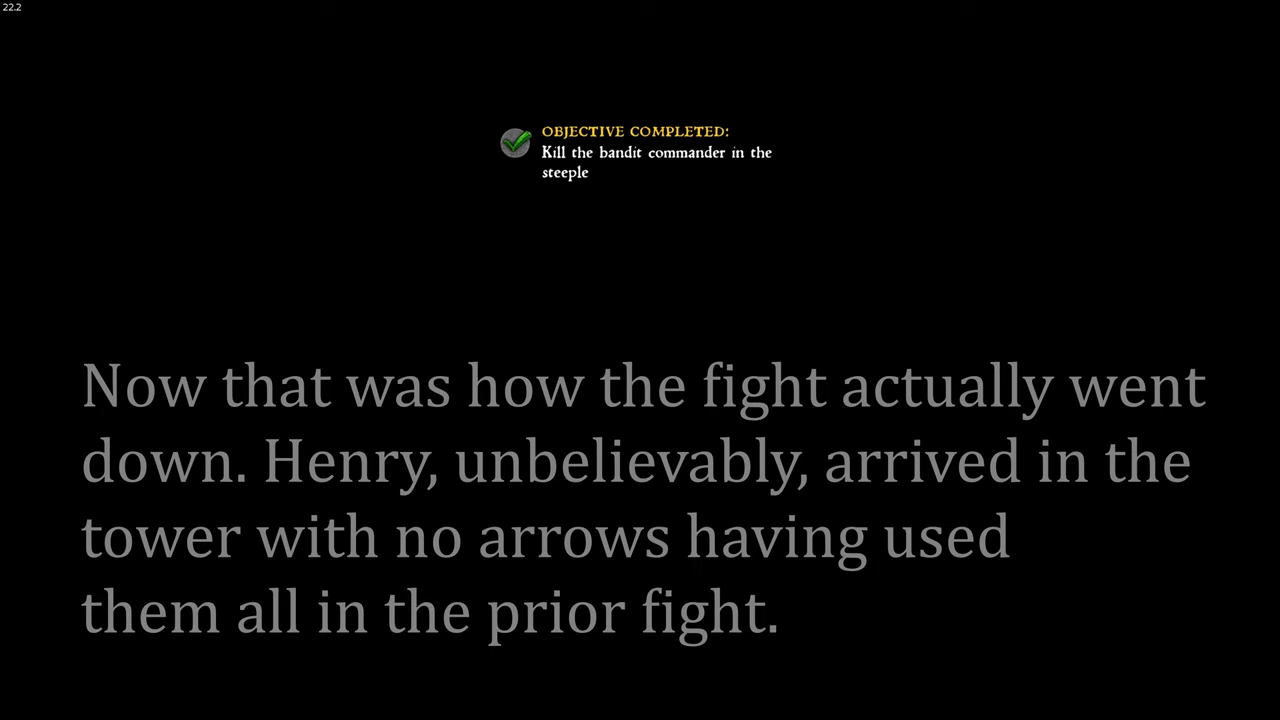 22.2
OBJECTIVE COMPLETED:
Kill the bandit commander in the
steeple
Now that was how the fight actually went
down. Henry, unbelievably, arrived in the
tower with no arrows having used
them all in the prior fight.